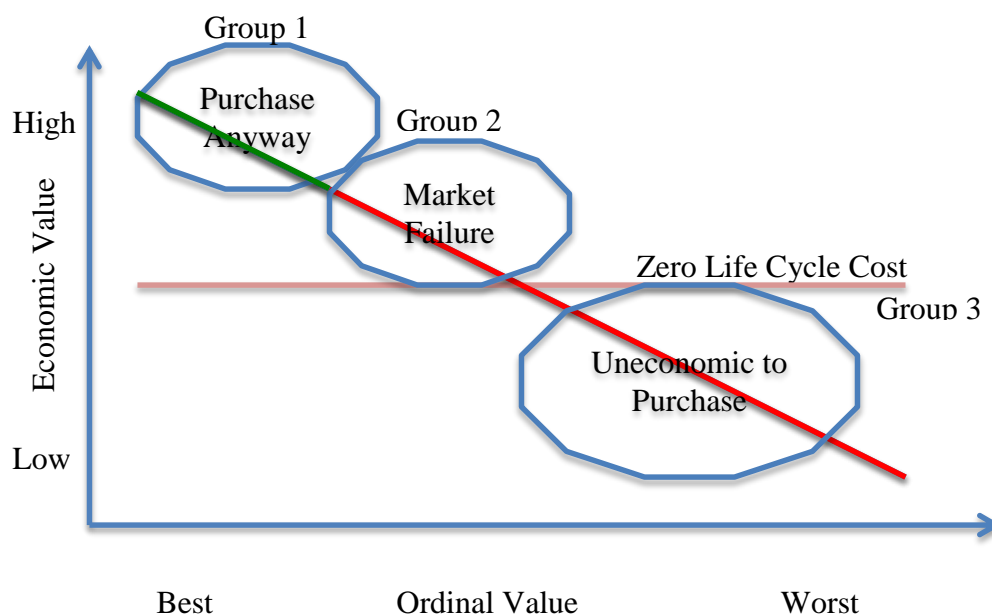 Group 1
Purchase
Anyway
High
Group 2
Market
Failure
Economic Value
Zero Life Cycle Cost
Group 3
Uneconomic to
Purchase
Low
Best
Ordinal Value
Worst